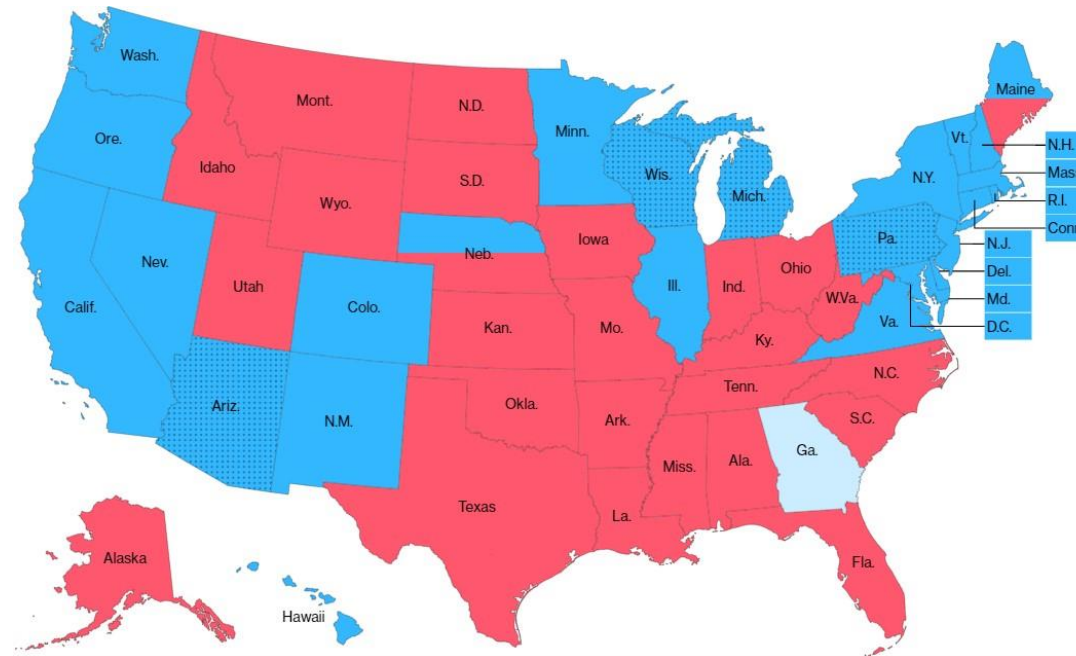 Wash.
Maine
Mont.
N.D.
Minn.
Ore.
Vt.
N.H.
Idaho
Wis.
Mas
S.D.
Mich.
N.Y.
R.I.
Wyo.
Conn
Iowa
Pa.
N.J.
Neb.
Nev.
Ohio
Del.
Utah
Ill.
Ind.
Calif.
Colo.
W.Va.
Md.
Kan.
Mo.
Va.
D.C.
Ky.
N.C.
Tenn.
Okla.
Ariz.
Ark.
S.C.
N.M.
Ga.
Miss.
Ala.
Texas
La.
Alaska
Fla.
Hawaii